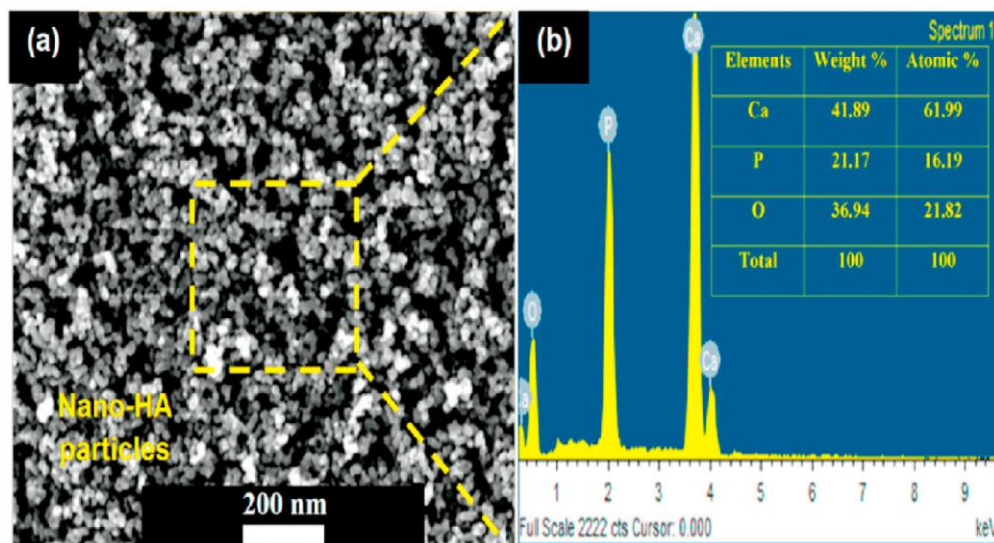 (a)
Nano-HA
particles
200 nm
(b)
Spectrum 1
Elements Weight % Atomic %
Ca 41.89 61.99
P 21.17 16.19
O 36.94 21.82
Total 100 100
Ca
P
O
Ca
1 2 3 4 5 6 7 8 9
Full Scale 2222 cts Cursor: 0.000
keV